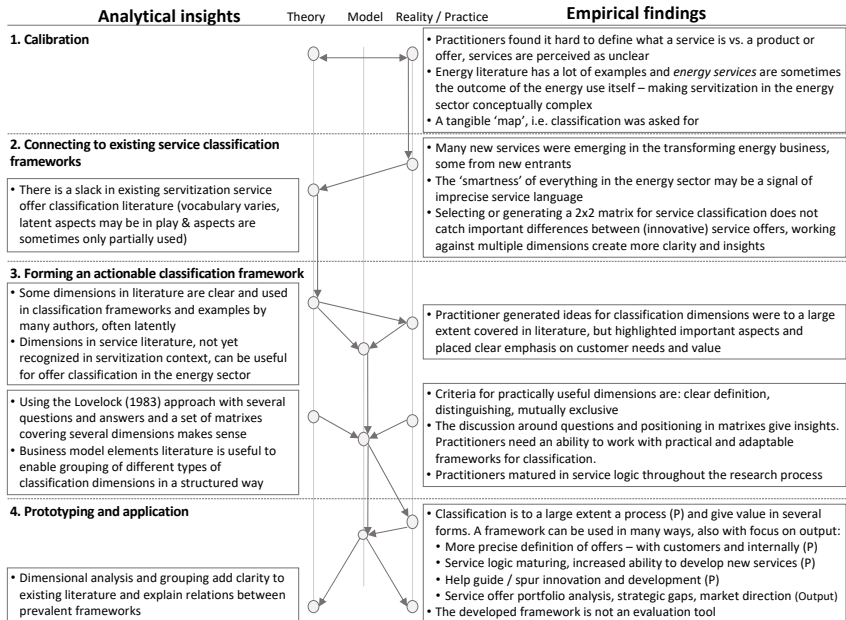 Analytical insights Theory Model Reality / Practice Empirical findings
1. Calibration
• Practitioners found it hard to define what a service is vs. a product or
offer, services are perceived as unclear
• Energy literature has a lot of examples and energy services are sometimes
the outcome of the energy use itself – making servitization in the energy
sector conceptually complex
• A tangible ‘map’, i.e. classification was asked for
2. Connecting to existing service classification
frameworks
• There is a slack in existing servitization service
offer classification literature (vocabulary varies,
latent aspects may be in play & aspects are
sometimes only partially used)
• Many new services were emerging in the transforming energy business,
some from new entrants
• The ‘smartness’ of everything in the energy sector may be a signal of
imprecise service language
• Selecting or generating a 2x2 matrix for service classification does not
catch important differences between (innovative) service offers, working
against multiple dimensions create more clarity and insights
3. Forming an actionable classification framework
• Some dimensions in literature are clear and used
in classification frameworks and examples by
many authors, often latently
• Dimensions in service literature, not yet
recognized in servitization context, can be useful
for offer classification in the energy sector
• Practitioner generated ideas for classification dimensions were to a large
extent covered in literature, but highlighted important aspects and
placed clear emphasis on customer needs and value
• Using the Lovelock (1983) approach with several
questions and answers and a set of matrixes
covering several dimensions makes sense
• Business model elements literature is useful to
enable grouping of different types of
classification dimensions in a structured way
• Criteria for practically useful dimensions are: clear definition,
distinguishing, mutually exclusive
• The discussion around questions and positioning in matrixes give insights.
Practitioners need an ability to work with practical and adaptable
frameworks for classification.
• Practitioners matured in service logic throughout the research process
4. Prototyping and application
• Dimensional analysis and grouping add clarity to
existing literature and explain relations between
prevalent frameworks
• Classification is to a large extent a process (P) and give value in several
forms. A framework can be used in many ways, also with focus on output:
• More precise definition of offers – with customers and internally (P)
• Service logic maturing, increased ability to develop new services (P)
• Help guide / spur innovation and development (P)
• Service offer portfolio analysis, strategic gaps, market direction (Output)
• The developed framework is not an evaluation tool